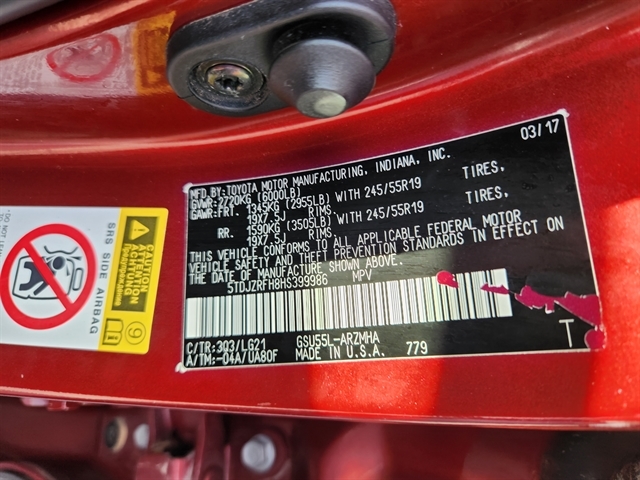 03/17
MFD.BY:TOYOTA MOTOR MANUFACTURING, INDIANA, INC.
GVWR:2720KG (6000LB)
GAWR:FRT. 1345KG (2955LB) WITH 245/55R19 TIRES,
19X7.5J RIMS.
RR. 1590KG (3505LB) WITH 245/55R19 TIRES,
19X7.5J RIMS.
THIS VEHICLE CONFORMS TO ALL APPLICABLE FEDERAL MOTOR
VEHICLE SAFETY AND THEFT PREVENTION STANDARDS IN EFFECT ON
THE DATE OF MANUFACTURE SHOWN ABOVE.
5TDJZRFH8HS399986 MPV
T
C/TR:3Q3/LG21 GSU55L-ARZMHA
A/TM:-04A/UA80F MADE IN U.S.A. 779
SRS SIDE AIRBAG
CAUTION
ACHTUNG
9